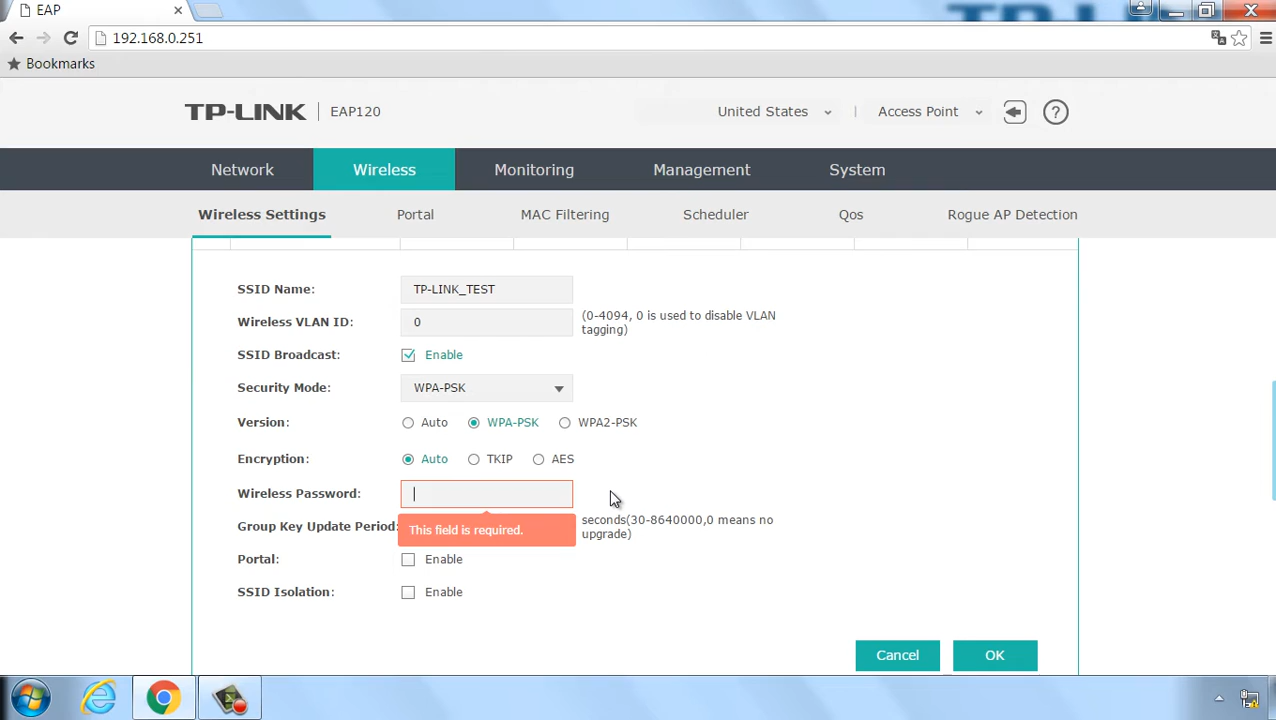 EAP
192.168.0.251
Bookmarks
TP-LINK | EAP120 United States | Access Point ?
Network Wireless Monitoring Management System
Wireless Settings Portal MAC Filtering Scheduler Qos Rogue AP Detection
SSID Name: TP-LINK_TEST
Wireless VLAN ID: 0 (0-4094, 0 is used to disable VLAN
tagging)
SSID Broadcast: Enable
Security Mode: WPA-PSK
Version: Auto WPA-PSK WPA2-PSK
Encryption: Auto TKIP AES
Wireless Password:
Group Key Update Period: This field is required. seconds(30-8640000,0 means no
upgrade)
Portal: Enable
SSID Isolation: Enable
Cancel OK